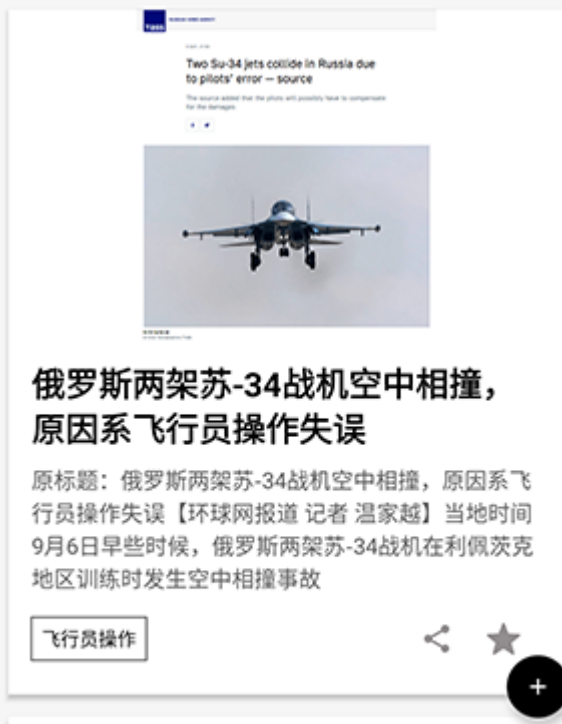 TASS
RUSSIAN NEWS AGENCY
Two Su-34 jets collide in Russia due
to pilots' error — source
The source added that the pilots will possibly have to compensate
for the damages
俄罗斯两架苏-34战机空中相撞，
原因系飞行员操作失误
原标题：俄罗斯两架苏-34战机空中相撞，原因系飞
行员操作失误【环球网报道 记者 温家越】当地时间
9月6日早些时候，俄罗斯两架苏-34战机在利佩茨克
地区训练时发生空中相撞事故
飞行员操作